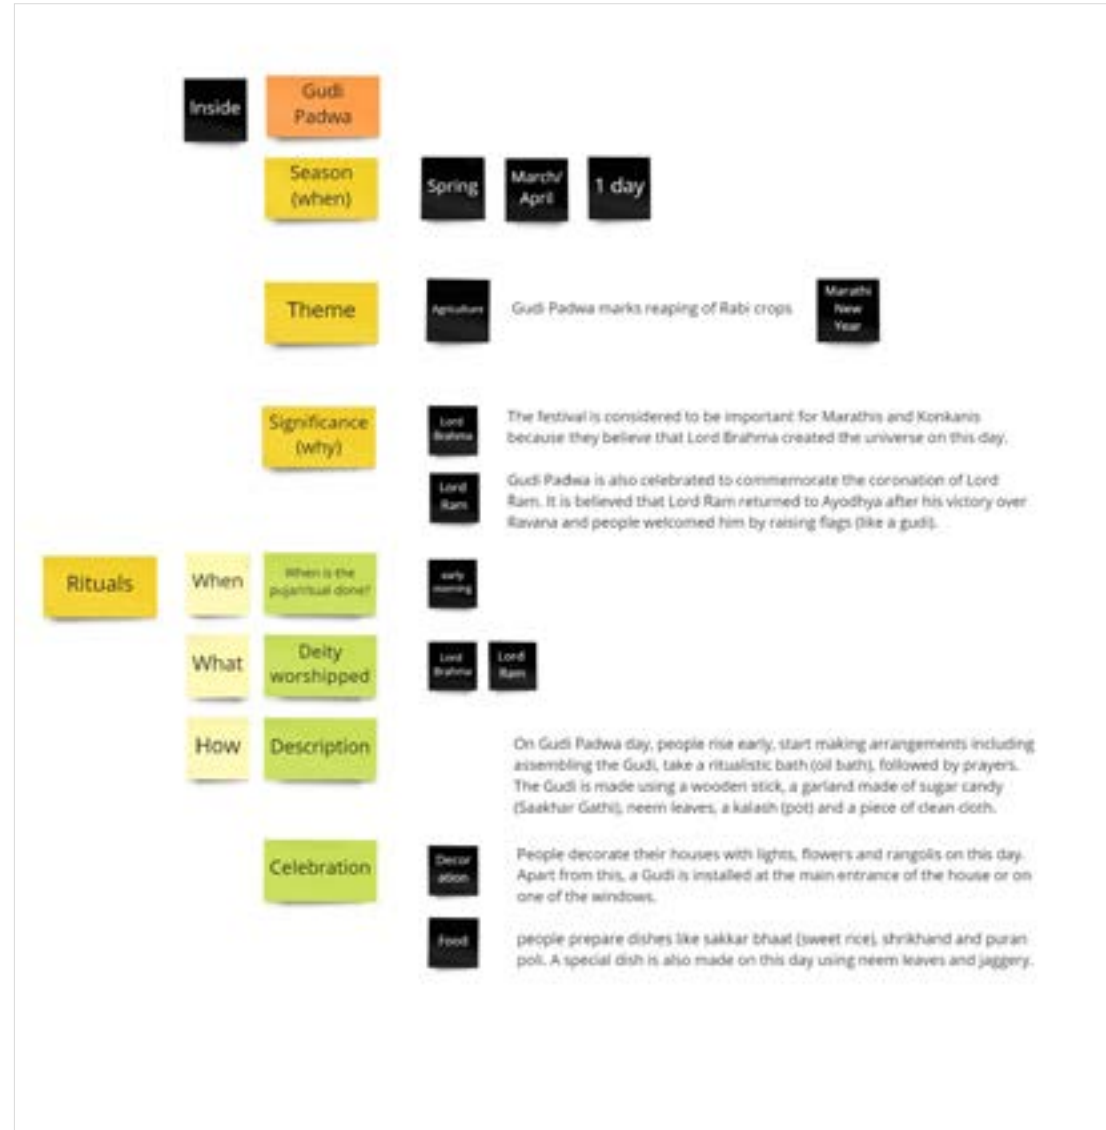 Inside
Gudi
Padwa
Season
(when)
Spring
March/
April
1 day
Theme
Agriculture
Gudi Padwa marks reaping of Rabi crops
Marathi
New
Year
Significance
(why)
Lord
Brahma
The festival is considered to be important for Marathis and Konkanis
because they believe that Lord Brahma created the universe on this day.
Lord
Ram
Gudi Padwa is also celebrated to commemorate the coronation of Lord
Ram. It is believed that Lord Ram returned to Ayodhya after his victory over
Ravana and people welcomed him by raising flags (like a gudi).
Rituals
When
When is the
puja/ritual done?
early
morning
What
Deity
worshipped
Lord
Brahma
Lord
Ram
How
Description
On Gudi Padwa day, people rise early, start making arrangements including
assembling the Gudi, take a ritualistic bath (oil bath), followed by prayers.
The Gudi is made using a wooden stick, a garland made of sugar candy
(Saakhar Gathi), neem leaves, a kalash (pot) and a piece of clean cloth.
Celebration
Decor
ation
People decorate their houses with lights, flowers and rangolis on this day.
Apart from this, a Gudi is installed at the main entrance of the house or on
one of the windows.
Food
people prepare dishes like sakkar bhaat (sweet rice), shrikhand and puran
poli. A special dish is also made on this day using neem leaves and jaggery.